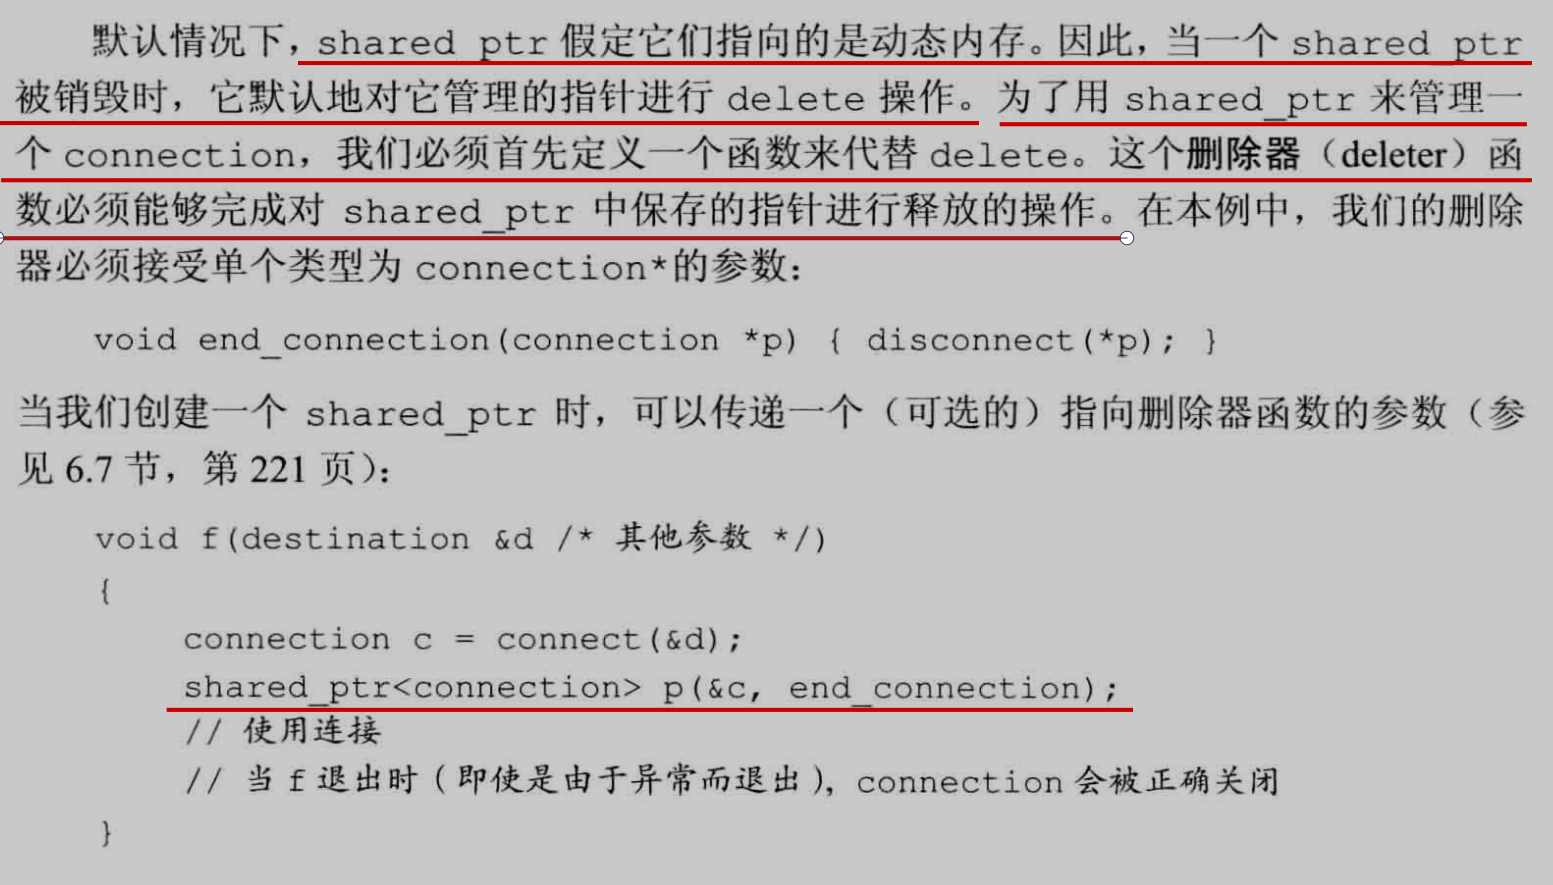 默认情况下，shared_ptr 假定它们指向的是动态内存。因此，当一个 shared_ptr
被销毁时，它默认地对它管理的指针进行 delete 操作。为了用 shared_ptr 来管理一
个 connection，我们必须首先定义一个函数来代替 delete。这个删除器（deleter）函
数必须能够完成对 shared_ptr 中保存的指针进行释放的操作。在本例中，我们的删除
器必须接受单个类型为 connection*的参数：
void end_connection(connection *p) { disconnect(*p); }
当我们创建一个 shared_ptr 时，可以传递一个（可选的）指向删除器函数的参数（参
见 6.7 节，第 221 页）：
void f(destination &d /* 其他参数 */)
{
connection c = connect(&d);
shared_ptr<connection> p(&c, end_connection);
// 使用连接
// 当 f 退出时（即使是由于异常而退出），connection 会被正确关闭
}